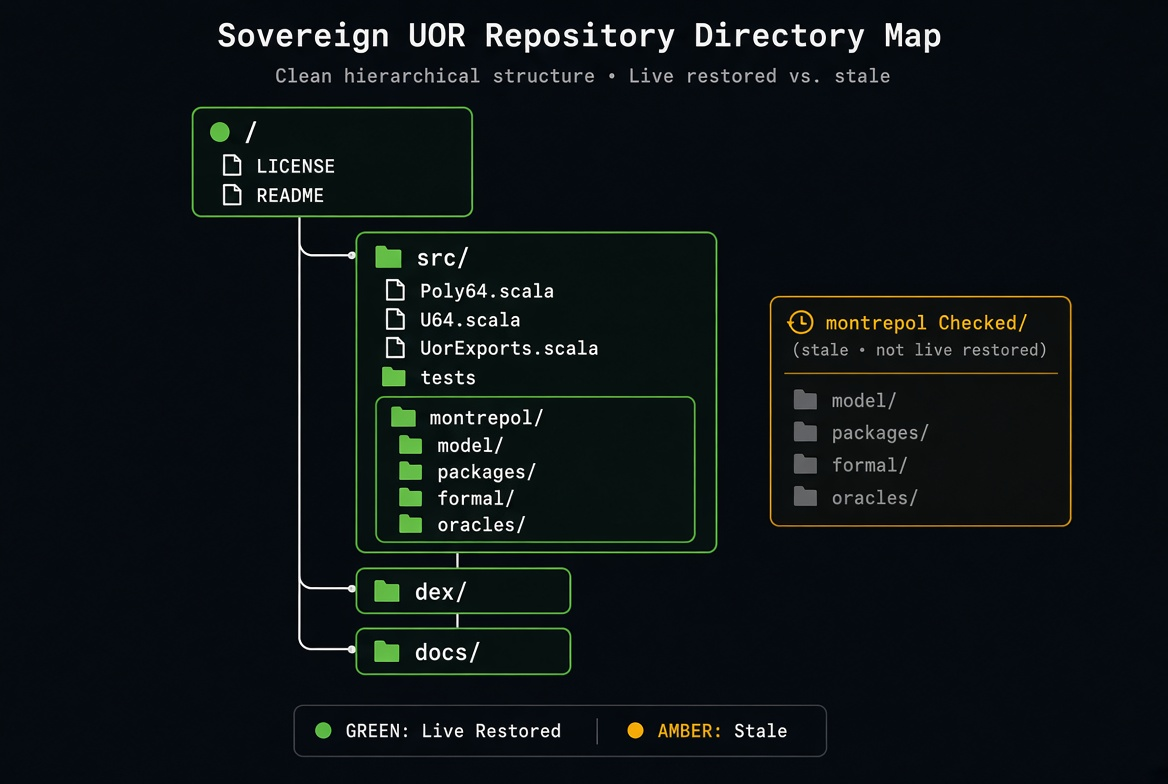 Sovereign UOR Repository Directory Map
Clean hierarchical structure • Live restored vs. stale
/
LICENSE
README
src/
Poly64.scala
U64.scala
UorExports.scala
tests
montrepol/
model/
packages/
formal/
oracles/
dex/
docs/
montrepol Checked/
(stale • not live restored)
model/
packages/
formal/
oracles/
GREEN: Live Restored
AMBER: Stale